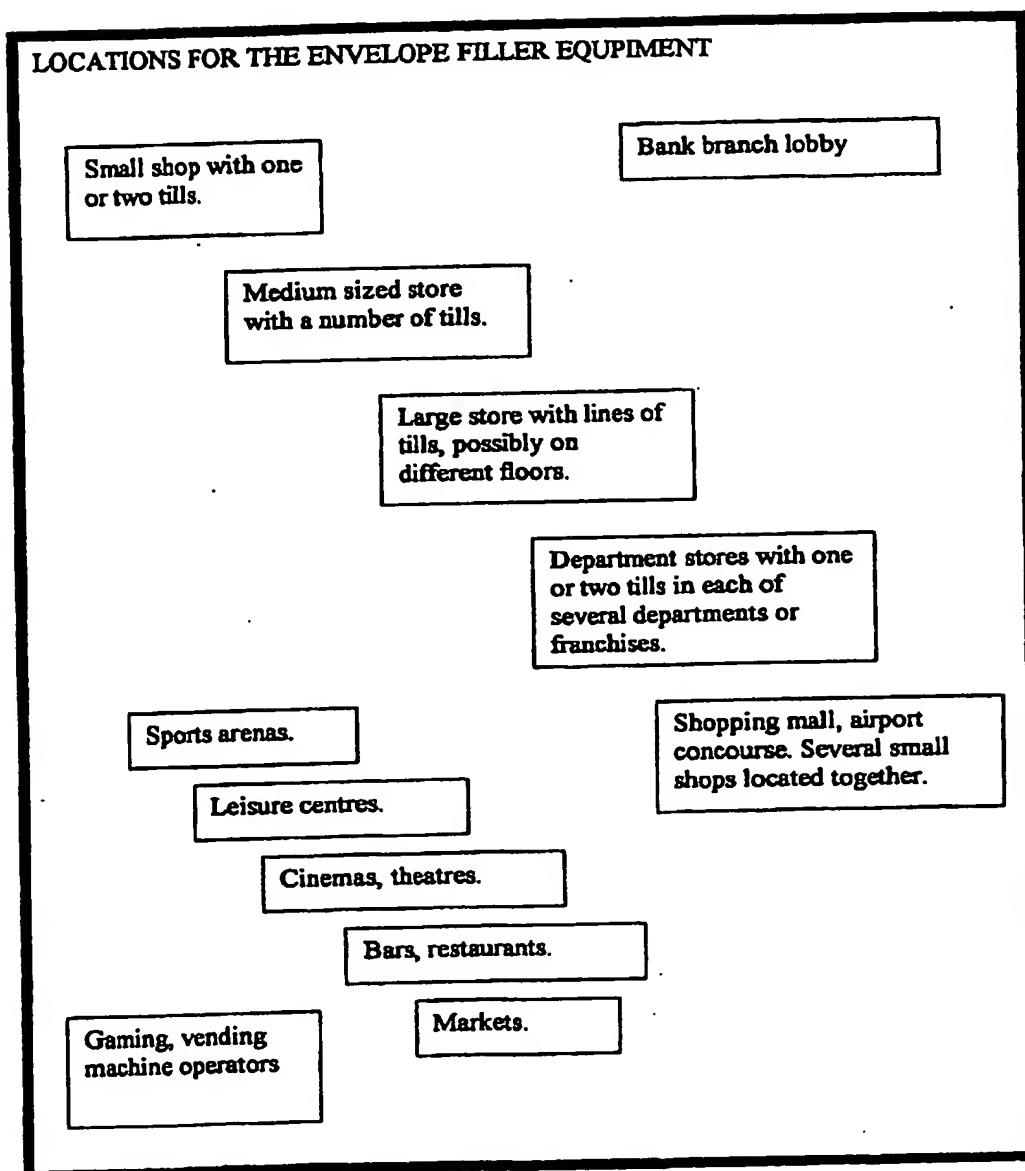 LOCATIONS FOR THE ENVELOPE FILLER EQUPIMENT
Small shop with one
or two tills.
Bank branch lobby
Medium sized store
with a number of tills.
Large store with lines of
tills, possibly on
different floors.
Department stores with one
or two tills in each of
several departments or
franchises.
Sports arenas.
Shopping mall, airport
concourse. Several small
shops located together.
Leisure centres.
Cinemas, theatres.
Bars, restaurants.
Markets.
Gaming, vending
machine operators